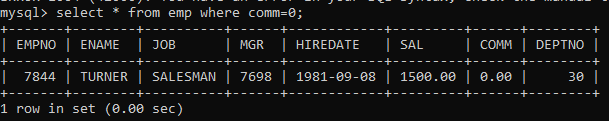 mysql> select * from emp where comm=0;
+-------+--------+----------+------+------------+---------+------+--------+
| EMPNO | ENAME | JOB | MGR | HIREDATE | SAL | COMM | DEPTNO |
+-------+--------+----------+------+------------+---------+------+--------+
| 7844 | TURNER | SALESMAN | 7698 | 1981-09-08 | 1500.00 | 0.00 | 30 |
+-------+--------+----------+------+------------+---------+------+--------+
1 row in set (0.00 sec)